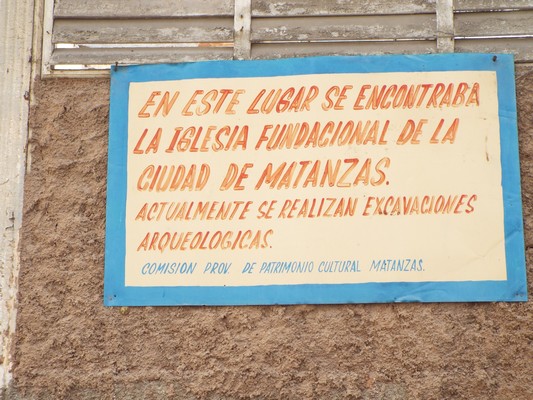 EN ESTE LUGAR SE ENCONTRABA
LA IGLESIA FUNDACIONAL DE LA
CIUDAD DE MATANZAS.
ACTUALMENTE SE REALIZAN EXCAVACIONES
ARQUEOLOGICAS.
COMISION PROV. DE PATRIMONIO CULTURAL MATANZAS.